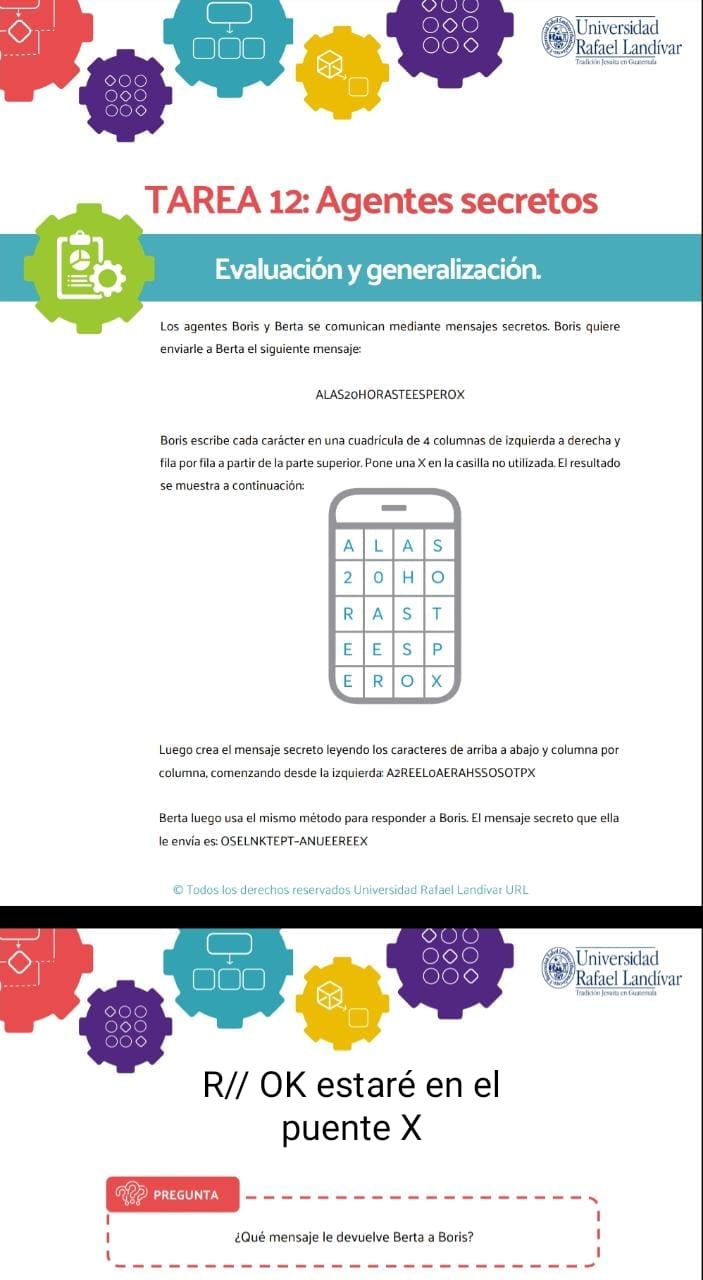 Universidad
Rafael Landívar
Tradición Jesuita en Guatemala
TAREA 12: Agentes secretos
Evaluación y generalización.
Los agentes Boris y Berta se comunican mediante mensajes secretos. Boris quiere
enviarle a Berta el siguiente mensaje:
ALAS20HORASTEESPEROX
Boris escribe cada carácter en una cuadrícula de 4 columnas de izquierda a derecha y
fila por fila a partir de la parte superior. Pone una X en la casilla no utilizada. El resultado
se muestra a continuación:
A L A S
2 0 H O
R A S T
E E S P
E R O X
Luego crea el mensaje secreto leyendo los caracteres de arriba a abajo y columna por
columna, comenzando desde la izquierda: A2REEL0AERAHSSOSOTPX
Berta luego usa el mismo método para responder a Boris. El mensaje secreto que ella
le envía es: OSELNKTEPT-ANUEEREEX
© Todos los derechos reservados Universidad Rafael Landívar URL
Universidad
Rafael Landívar
Tradición Jesuita en Guatemala
R// OK estaré en el
puente X
PREGUNTA
¿Qué mensaje le devuelve Berta a Boris?